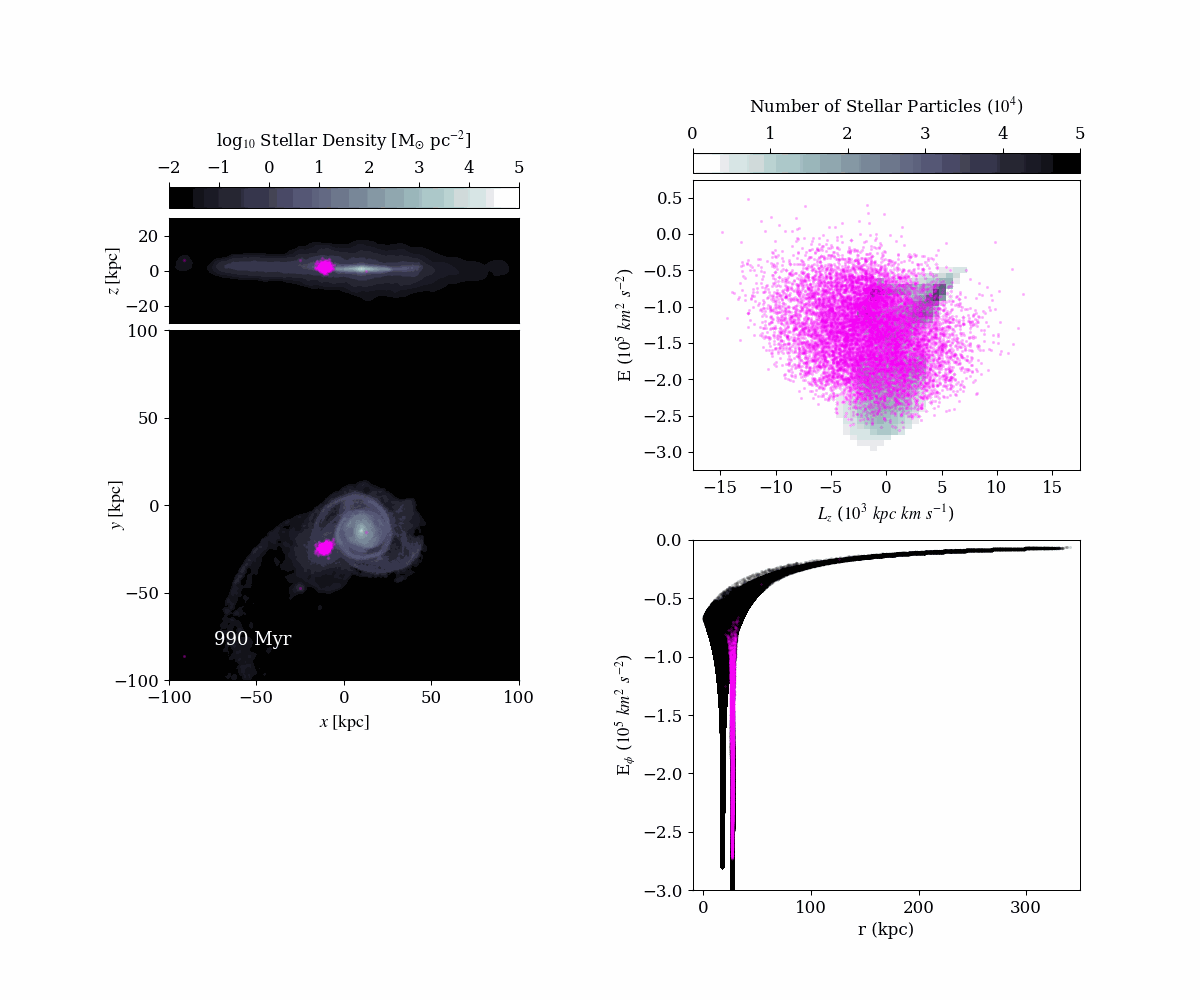 log₁₀ Stellar Density [M☉ pc⁻²]
−2 −1 0 1 2 3 4 5
20
0
−20
z [kpc]
100
50
0
−50
−100
y [kpc]
990 Myr
−100 −50 0 50 100
x [kpc]
Number of Stellar Particles (10⁴)
0 1 2 3 4 5
0.5
0.0
−0.5
−1.0
−1.5
−2.0
−2.5
−3.0
E (10⁵ km² s⁻²)
−15 −10 −5 0 5 10 15
L_z (10³ kpc km s⁻¹)
0.0
−0.5
−1.0
−1.5
−2.0
−2.5
−3.0
E_ϕ (10⁵ km² s⁻²)
0 100 200 300
r (kpc)